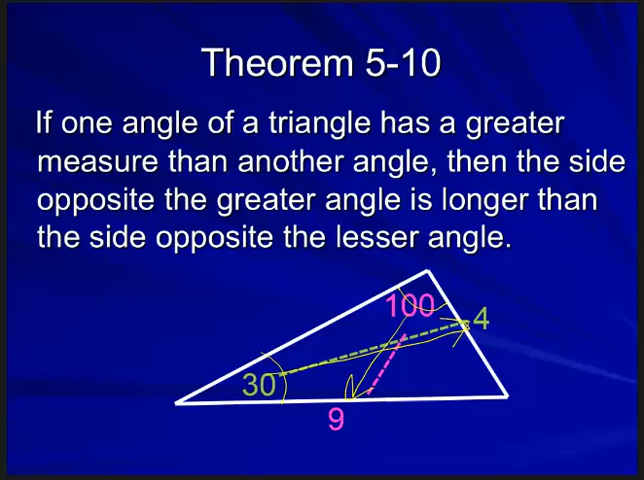 Theorem 5-10
If one angle of a triangle has a greater
measure than another angle, then the side
opposite the greater angle is longer than
the side opposite the lesser angle.
100
4
30
9